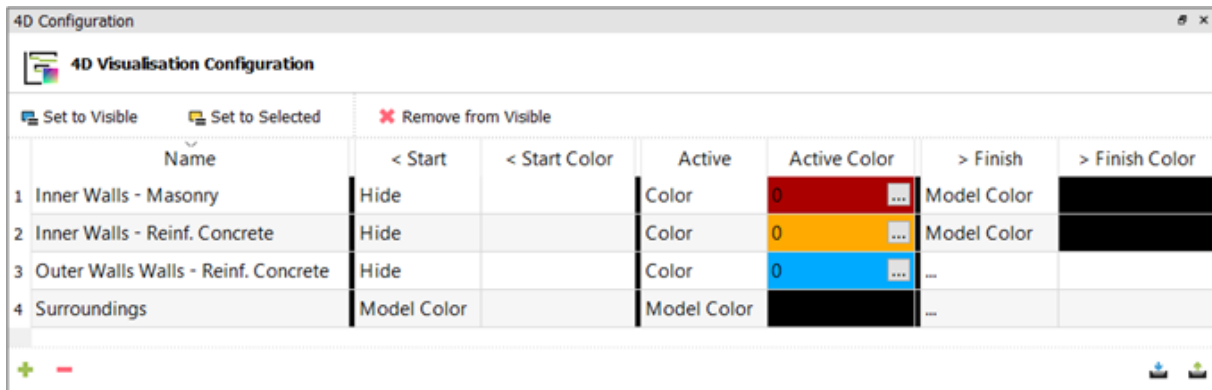 4D Configuration
4D Visualisation Configuration
Set to Visible Set to Selected Remove from Visible
Name < Start < Start Color Active Active Color > Finish > Finish Color
1 Inner Walls - Masonry Hide Color 0 ... Model Color
2 Inner Walls - Reinf. Concrete Hide Color 0 ... Model Color
3 Outer Walls Walls - Reinf. Concrete Hide Color 0 ... ...
4 Surroundings Model Color Model Color ...